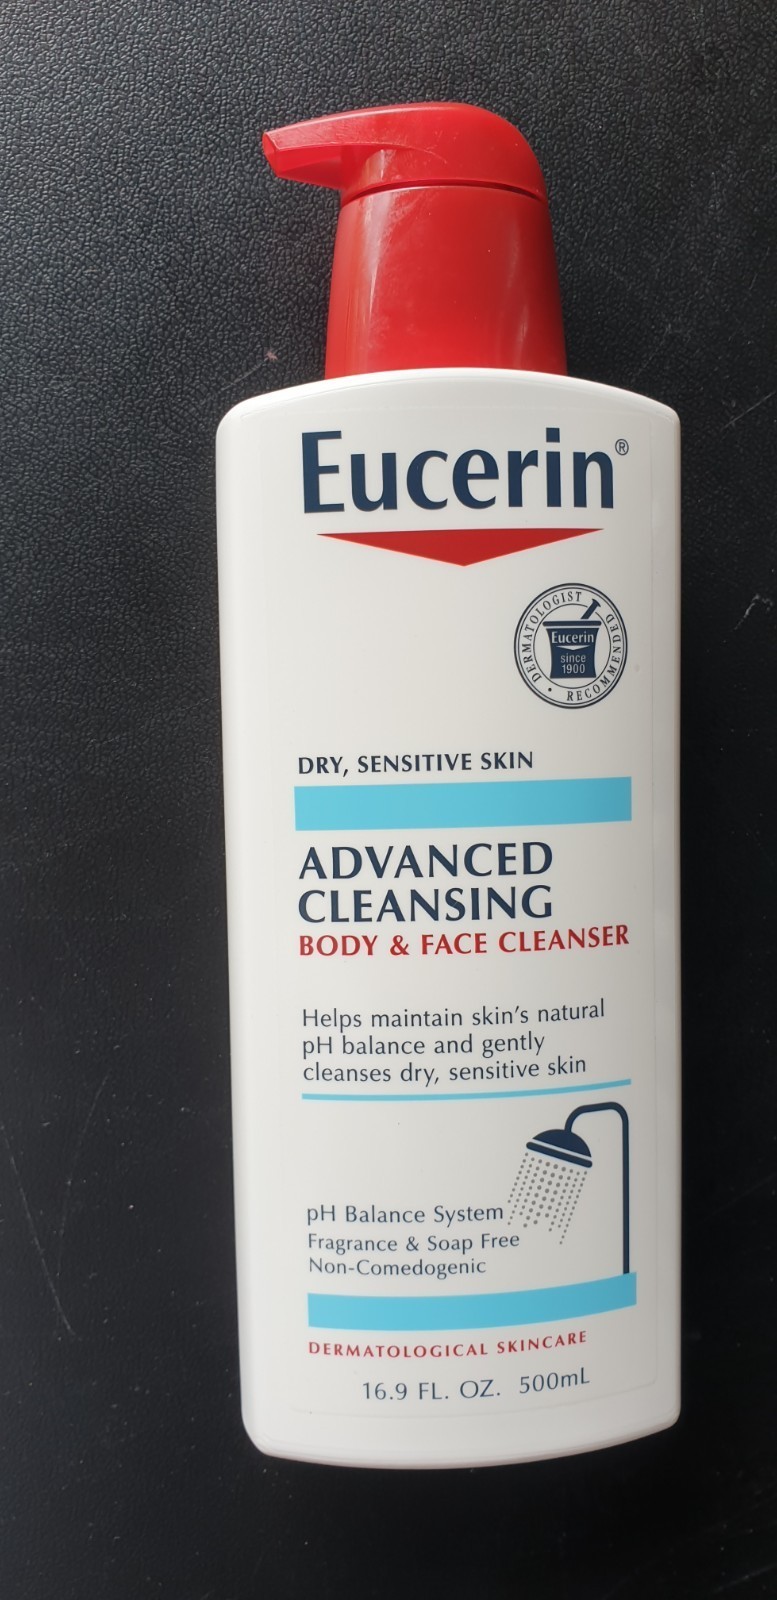 Eucerin®
DERMATOLOGIST RECOMMENDED
Eucerin
since
1900
DRY, SENSITIVE SKIN
ADVANCED
CLEANSING
BODY & FACE CLEANSER
Helps maintain skin's natural
pH balance and gently
cleanses dry, sensitive skin
pH Balance System
Fragrance & Soap Free
Non-Comedogenic
DERMATOLOGICAL SKINCARE
16.9 FL. OZ. 500mL